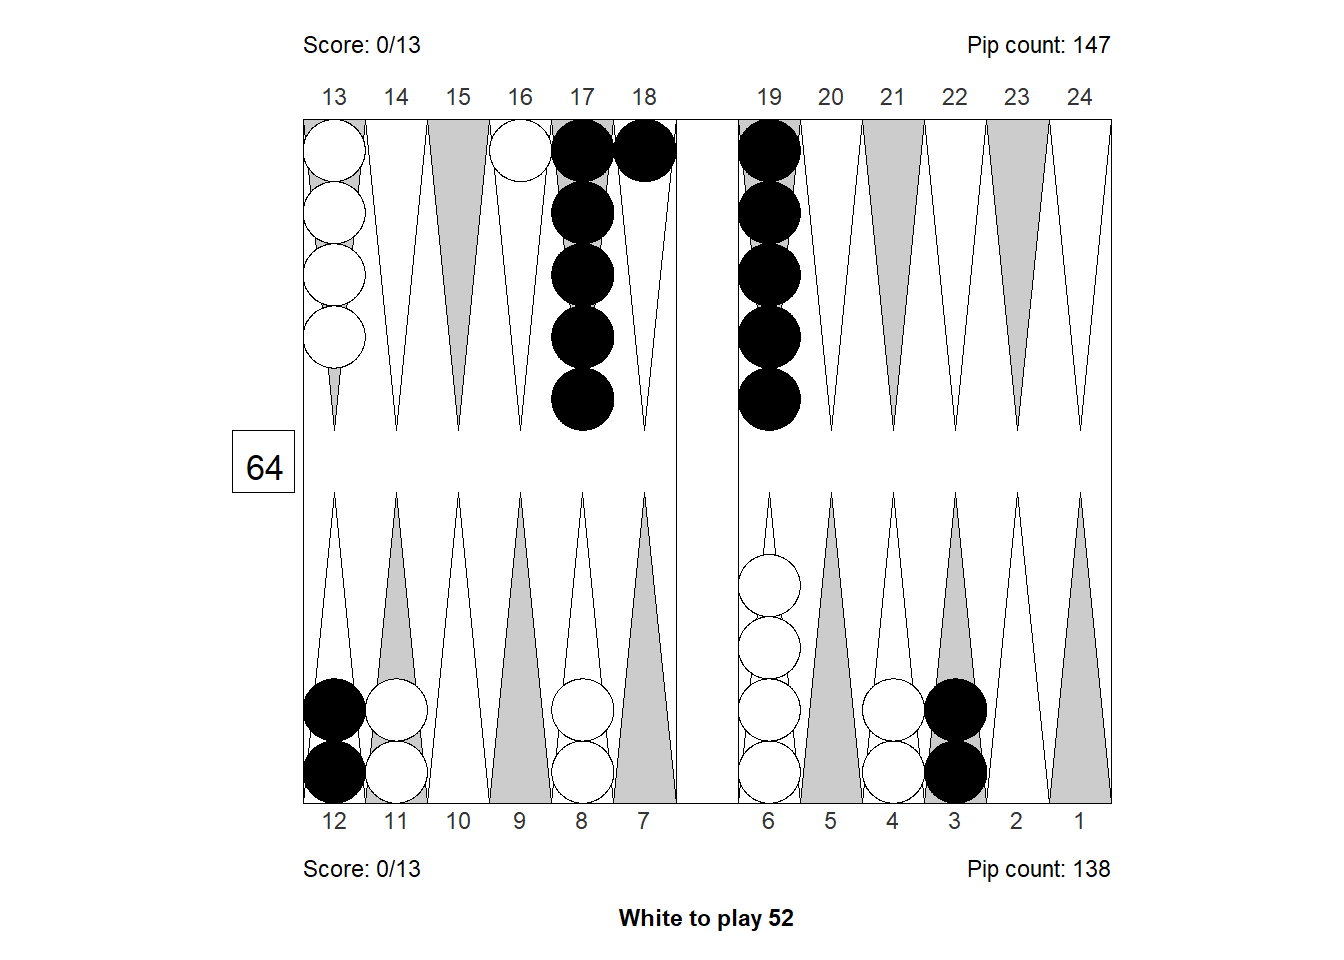 Score: 0/13 Pip count: 147
13 14 15 16 17 18 19 20 21 22 23 24
64
12 11 10 9 8 7 6 5 4 3 2 1
Score: 0/13 Pip count: 138
White to play 52